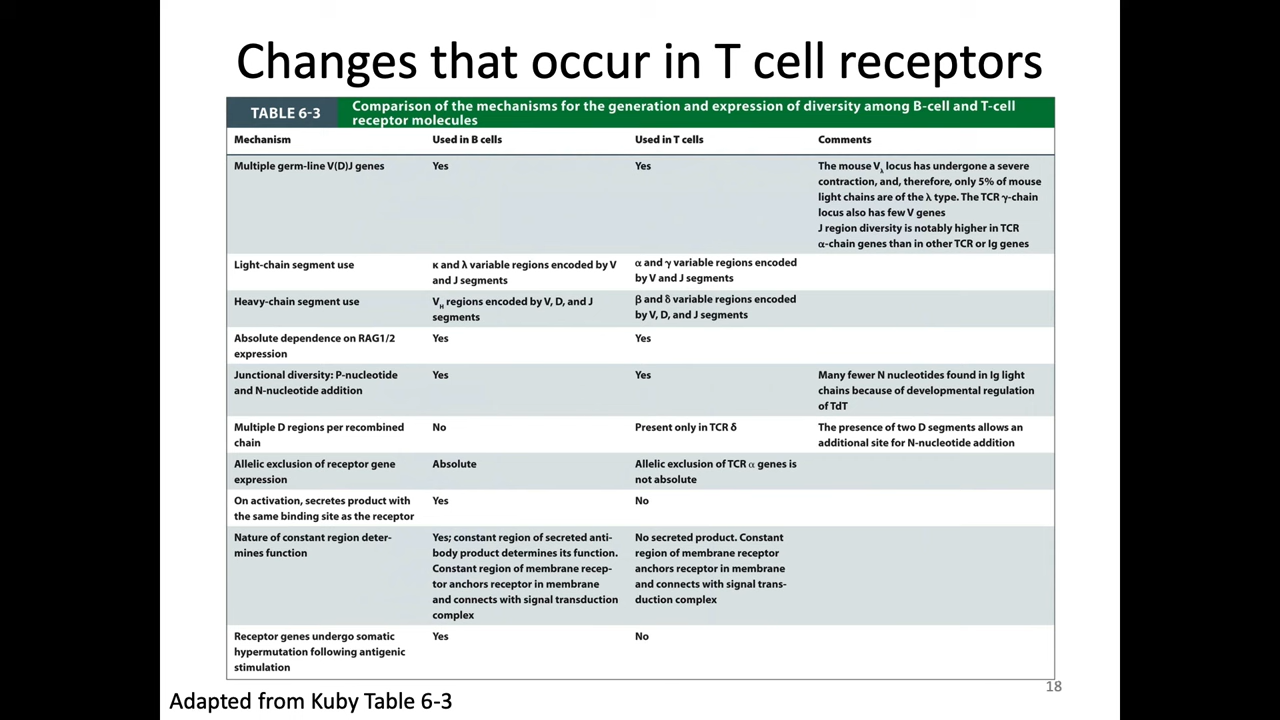 Changes that occur in T cell receptors
TABLE 6-3
Comparison of the mechanisms for the generation and expression of diversity among B-cell and T-cell
receptor molecules
Mechanism Used in B cells Used in T cells Comments
Multiple germ-line V(D)J genes
Yes
Yes
The mouse Vλ locus has undergone a severe
contraction, and, therefore, only 5% of mouse
light chains are of the λ type. The TCR γ-chain
locus also has few V genes
J region diversity is notably higher in TCR
α-chain genes than in other TCR or Ig genes
Light-chain segment use
κ and λ variable regions encoded by V
and J segments
α and γ variable regions encoded
by V and J segments
Heavy-chain segment use
VH regions encoded by V, D, and J
segments
β and δ variable regions encoded
by V, D, and J segments
Absolute dependence on RAG1/2
expression
Yes
Yes
Junctional diversity: P-nucleotide
and N-nucleotide addition
Yes
Yes
Many fewer N nucleotides found in Ig light
chains because of developmental regulation
of TdT
Multiple D regions per recombined
chain
No
Present only in TCR δ
The presence of two D segments allows an
additional site for N-nucleotide addition
Allelic exclusion of receptor gene
expression
Absolute
Allelic exclusion of TCR α genes is
not absolute
On activation, secretes product with
the same binding site as the receptor
Yes
No
Nature of constant region deter-
mines function
Yes; constant region of secreted anti-
body product determines its function.
Constant region of membrane recep-
tor anchors receptor in membrane
and connects with signal transduction
complex
No secreted product. Constant
region of membrane receptor
anchors receptor in membrane
and connects with signal trans-
duction complex
Receptor genes undergo somatic
hypermutation following antigenic
stimulation
Yes
No
18
Adapted from Kuby Table 6-3